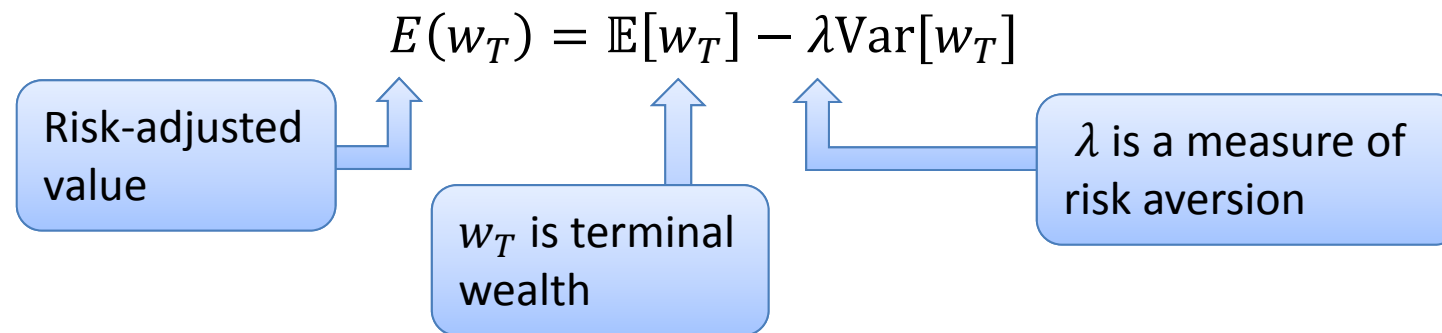 E(w_T) = 𝔼[w_T] − λVar[w_T]
Risk-adjusted
value
w_T is terminal
wealth
λ is a measure of
risk aversion